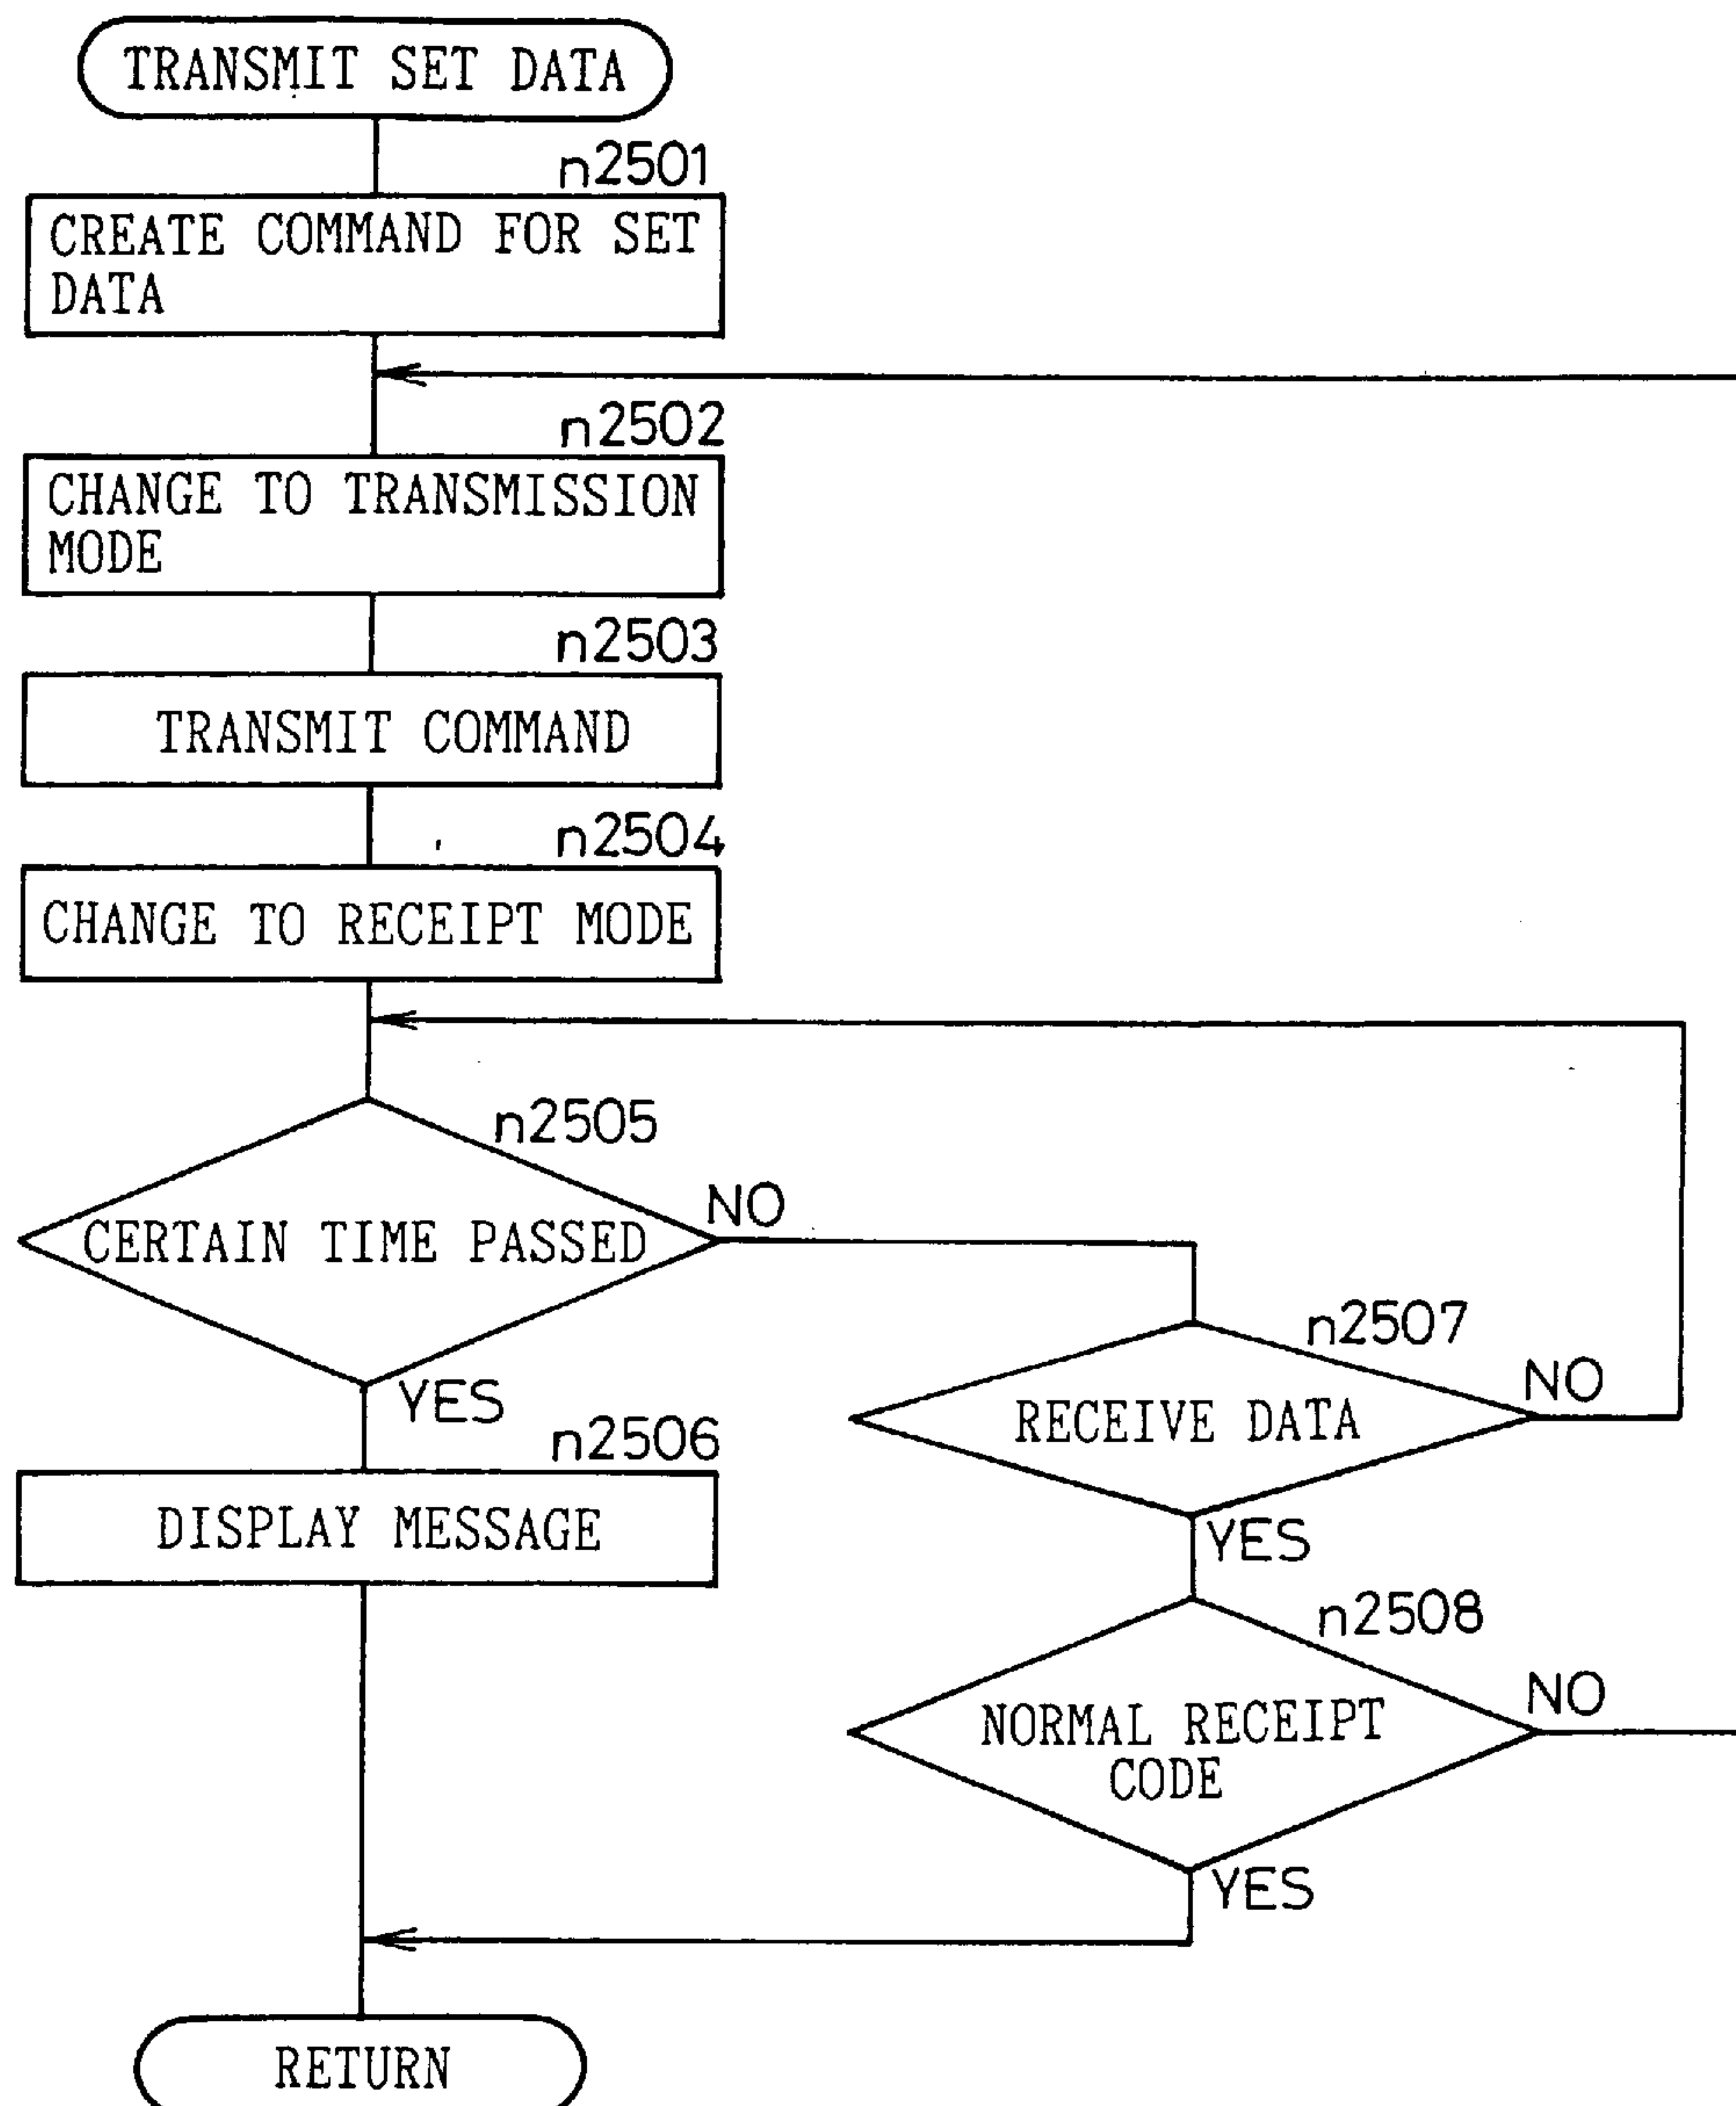 TRANSMIT SET DATA
n2501
CREATE COMMAND FOR SET
DATA
n2502
CHANGE TO TRANSMISSION
MODE
n2503
TRANSMIT COMMAND
n2504
CHANGE TO RECEIPT MODE
n2505
CERTAIN TIME PASSED
NO
YES
n2506
DISPLAY MESSAGE
n2507
RECEIVE DATA
NO
YES
n2508
NORMAL RECEIPT
CODE
NO
YES
RETURN